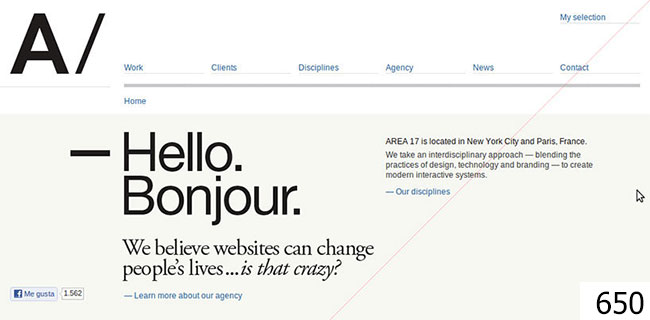 A/
My selection
Work Clients Disciplines Agency News Contact
Home
— Hello.
Bonjour.
AREA 17 is located in New York City and Paris, France.
We take an interdisciplinary approach — blending the
practices of design, technology and branding — to create
modern interactive systems.
— Our disciplines
We believe websites can change
people's lives...is that crazy?
— Learn more about our agency
Me gusta 1.562
650